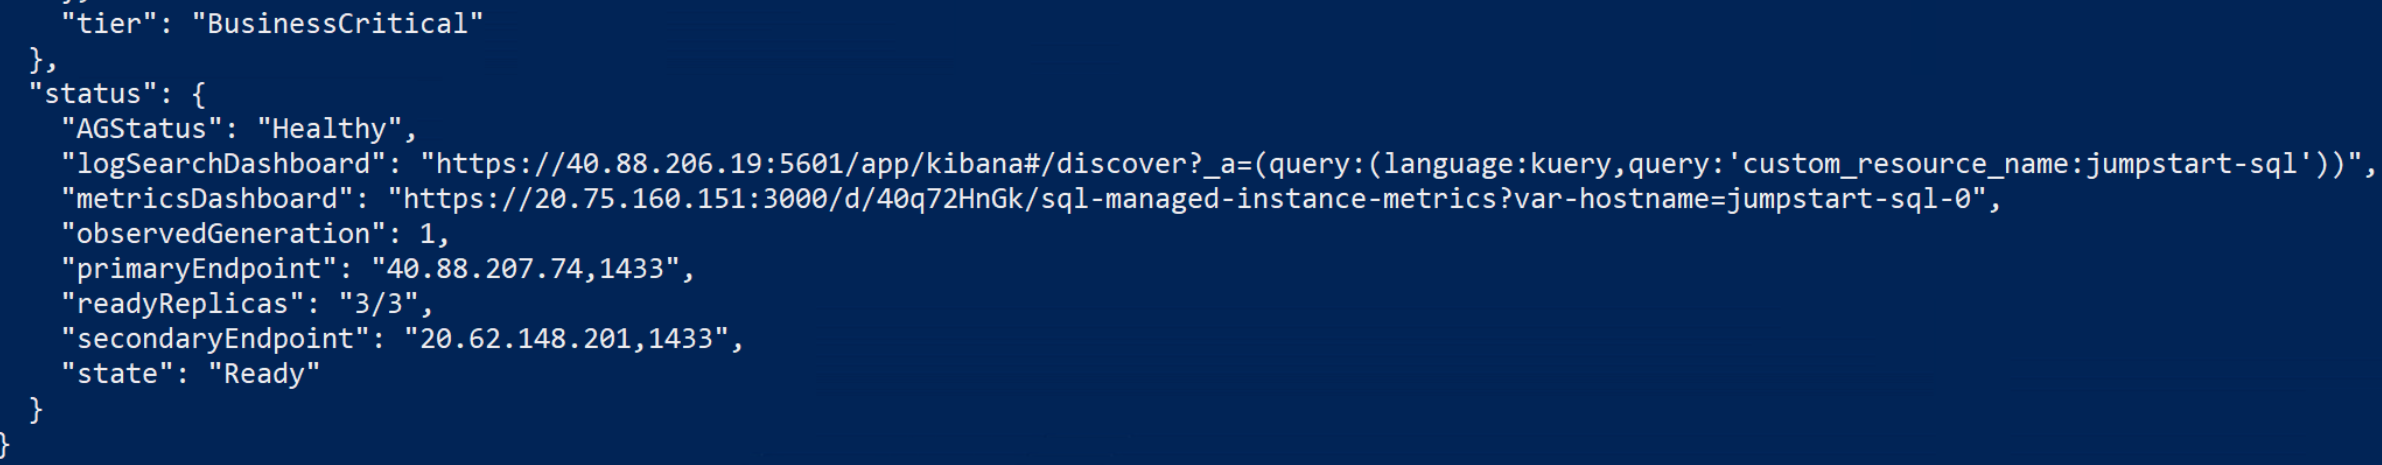 "tier": "BusinessCritical"
},
"status": {
"AGStatus": "Healthy",
"logSearchDashboard": "https://40.88.206.19:5601/app/kibana#/discover?_a=(query:(language:kuery,query:'custom_resource_name:jumpstart-sql'))",
"metricsDashboard": "https://20.75.160.151:3000/d/40q72HnGk/sql-managed-instance-metrics?var-hostname=jumpstart-sql-0",
"observedGeneration": 1,
"primaryEndpoint": "40.88.207.74,1433",
"readyReplicas": "3/3",
"secondaryEndpoint": "20.62.148.201,1433",
"state": "Ready"
}
}